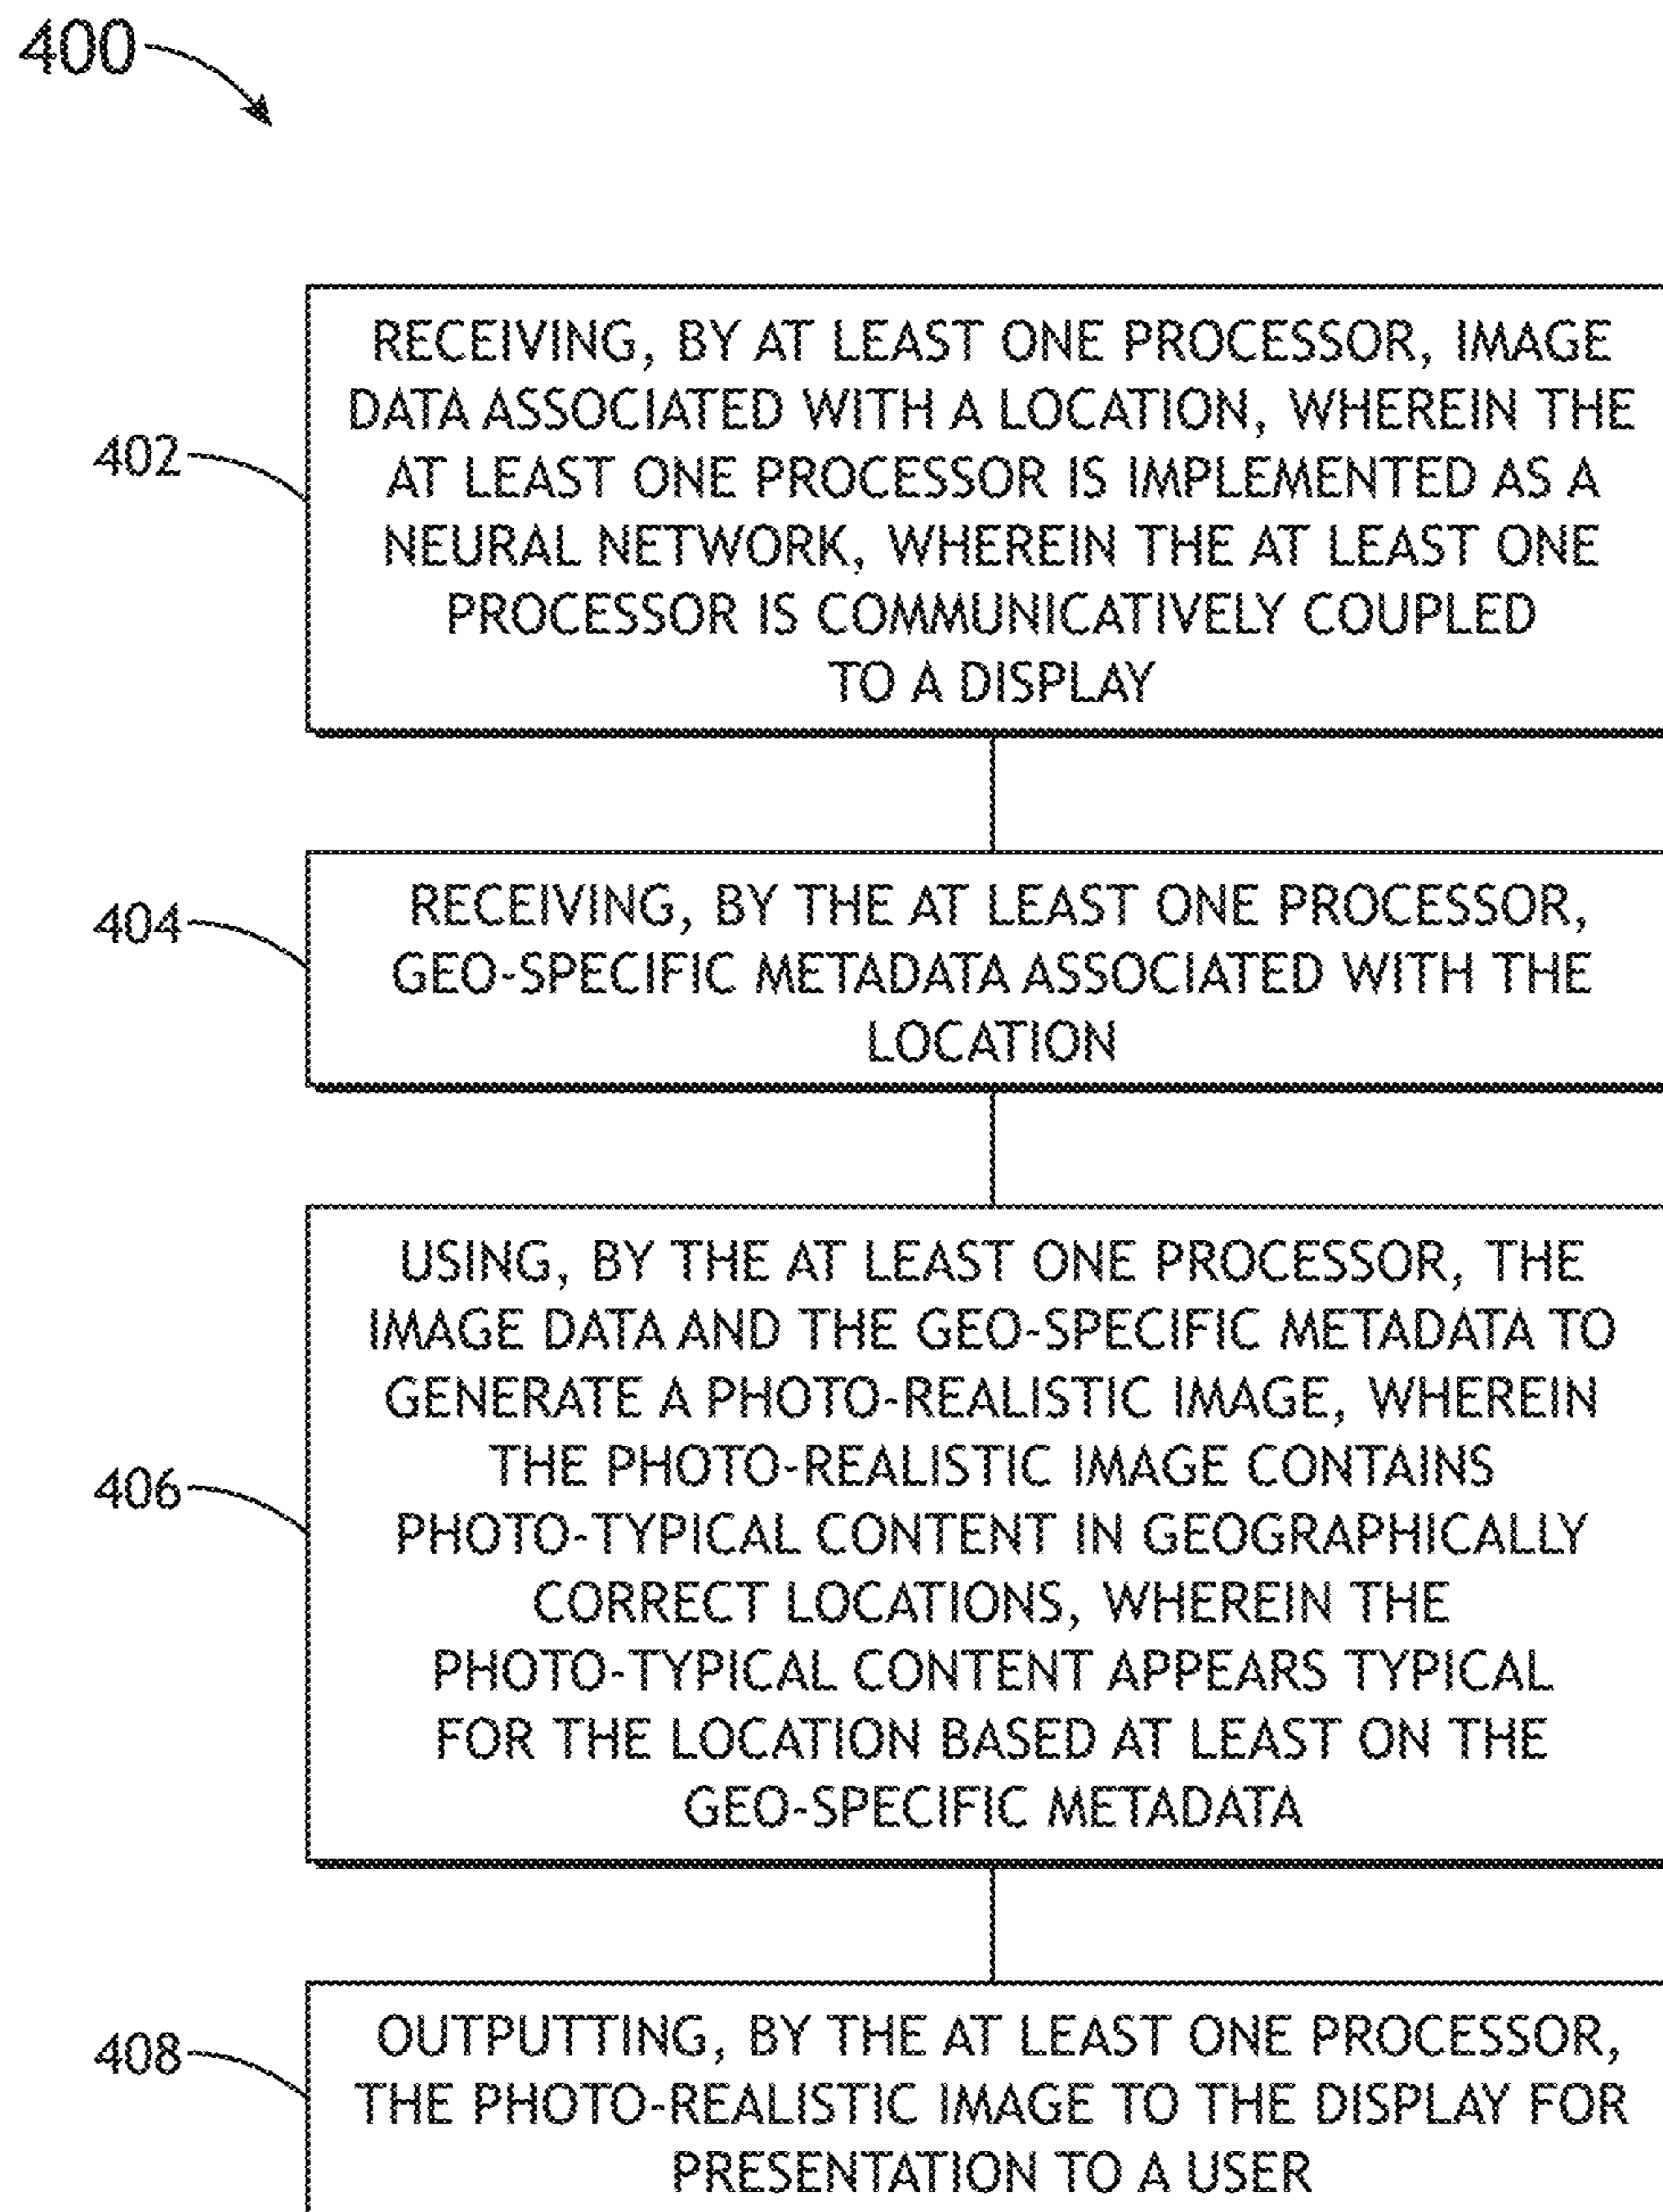 400
RECEIVING, BY AT LEAST ONE PROCESSOR, IMAGE
DATA ASSOCIATED WITH A LOCATION, WHEREIN THE
AT LEAST ONE PROCESSOR IS IMPLEMENTED AS A
NEURAL NETWORK, WHEREIN THE AT LEAST ONE
PROCESSOR IS COMMUNICATIVELY COUPLED
TO A DISPLAY
402
RECEIVING, BY THE AT LEAST ONE PROCESSOR,
GEO-SPECIFIC METADATA ASSOCIATED WITH THE
LOCATION
404
USING, BY THE AT LEAST ONE PROCESSOR, THE
IMAGE DATA AND THE GEO-SPECIFIC METADATA TO
GENERATE A PHOTO-REALISTIC IMAGE, WHEREIN
THE PHOTO-REALISTIC IMAGE CONTAINS
PHOTO-TYPICAL CONTENT IN GEOGRAPHICALLY
CORRECT LOCATIONS, WHEREIN THE
PHOTO-TYPICAL CONTENT APPEARS TYPICAL
FOR THE LOCATION BASED AT LEAST ON THE
GEO-SPECIFIC METADATA
406
OUTPUTTING, BY THE AT LEAST ONE PROCESSOR,
THE PHOTO-REALISTIC IMAGE TO THE DISPLAY FOR
PRESENTATION TO A USER
408